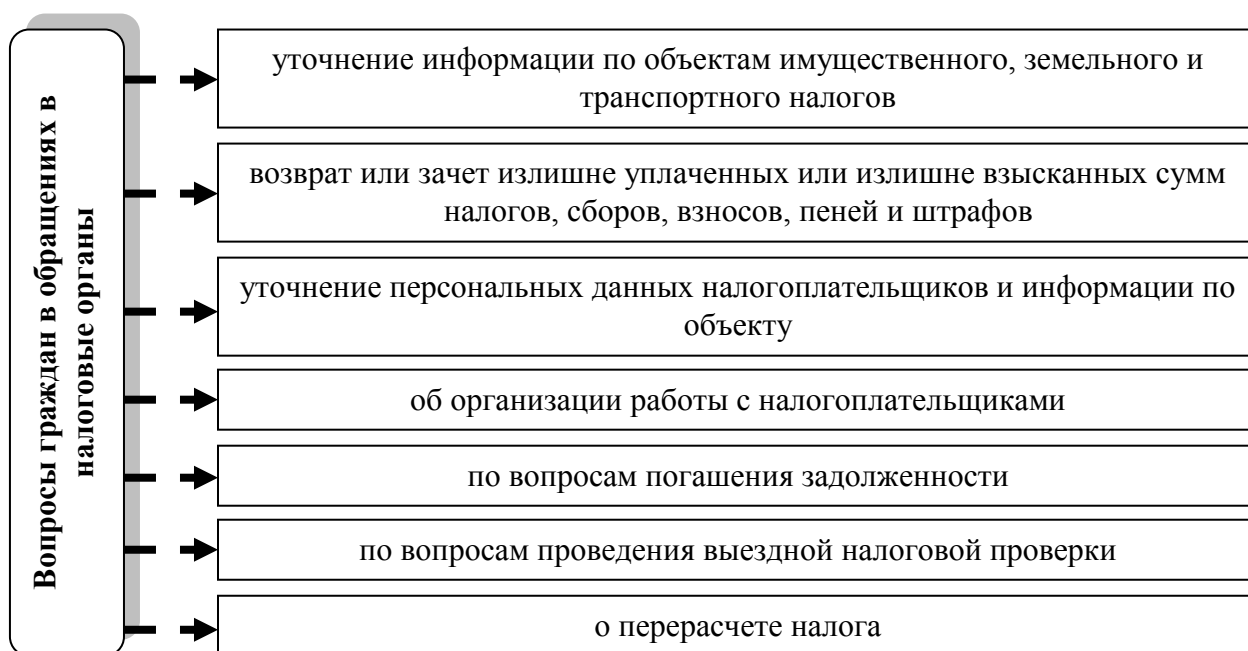 Вопросы граждан в обращениях в
налоговые органы
уточнение информации по объектам имущественного, земельного и
транспортного налогов
возврат или зачет излишне уплаченных или излишне взысканных сумм
налогов, сборов, взносов, пеней и штрафов
уточнение персональных данных налогоплательщиков и информации по
объекту
об организации работы с налогоплательщиками
по вопросам погашения задолженности
по вопросам проведения выездной налоговой проверки
о перерасчете налога